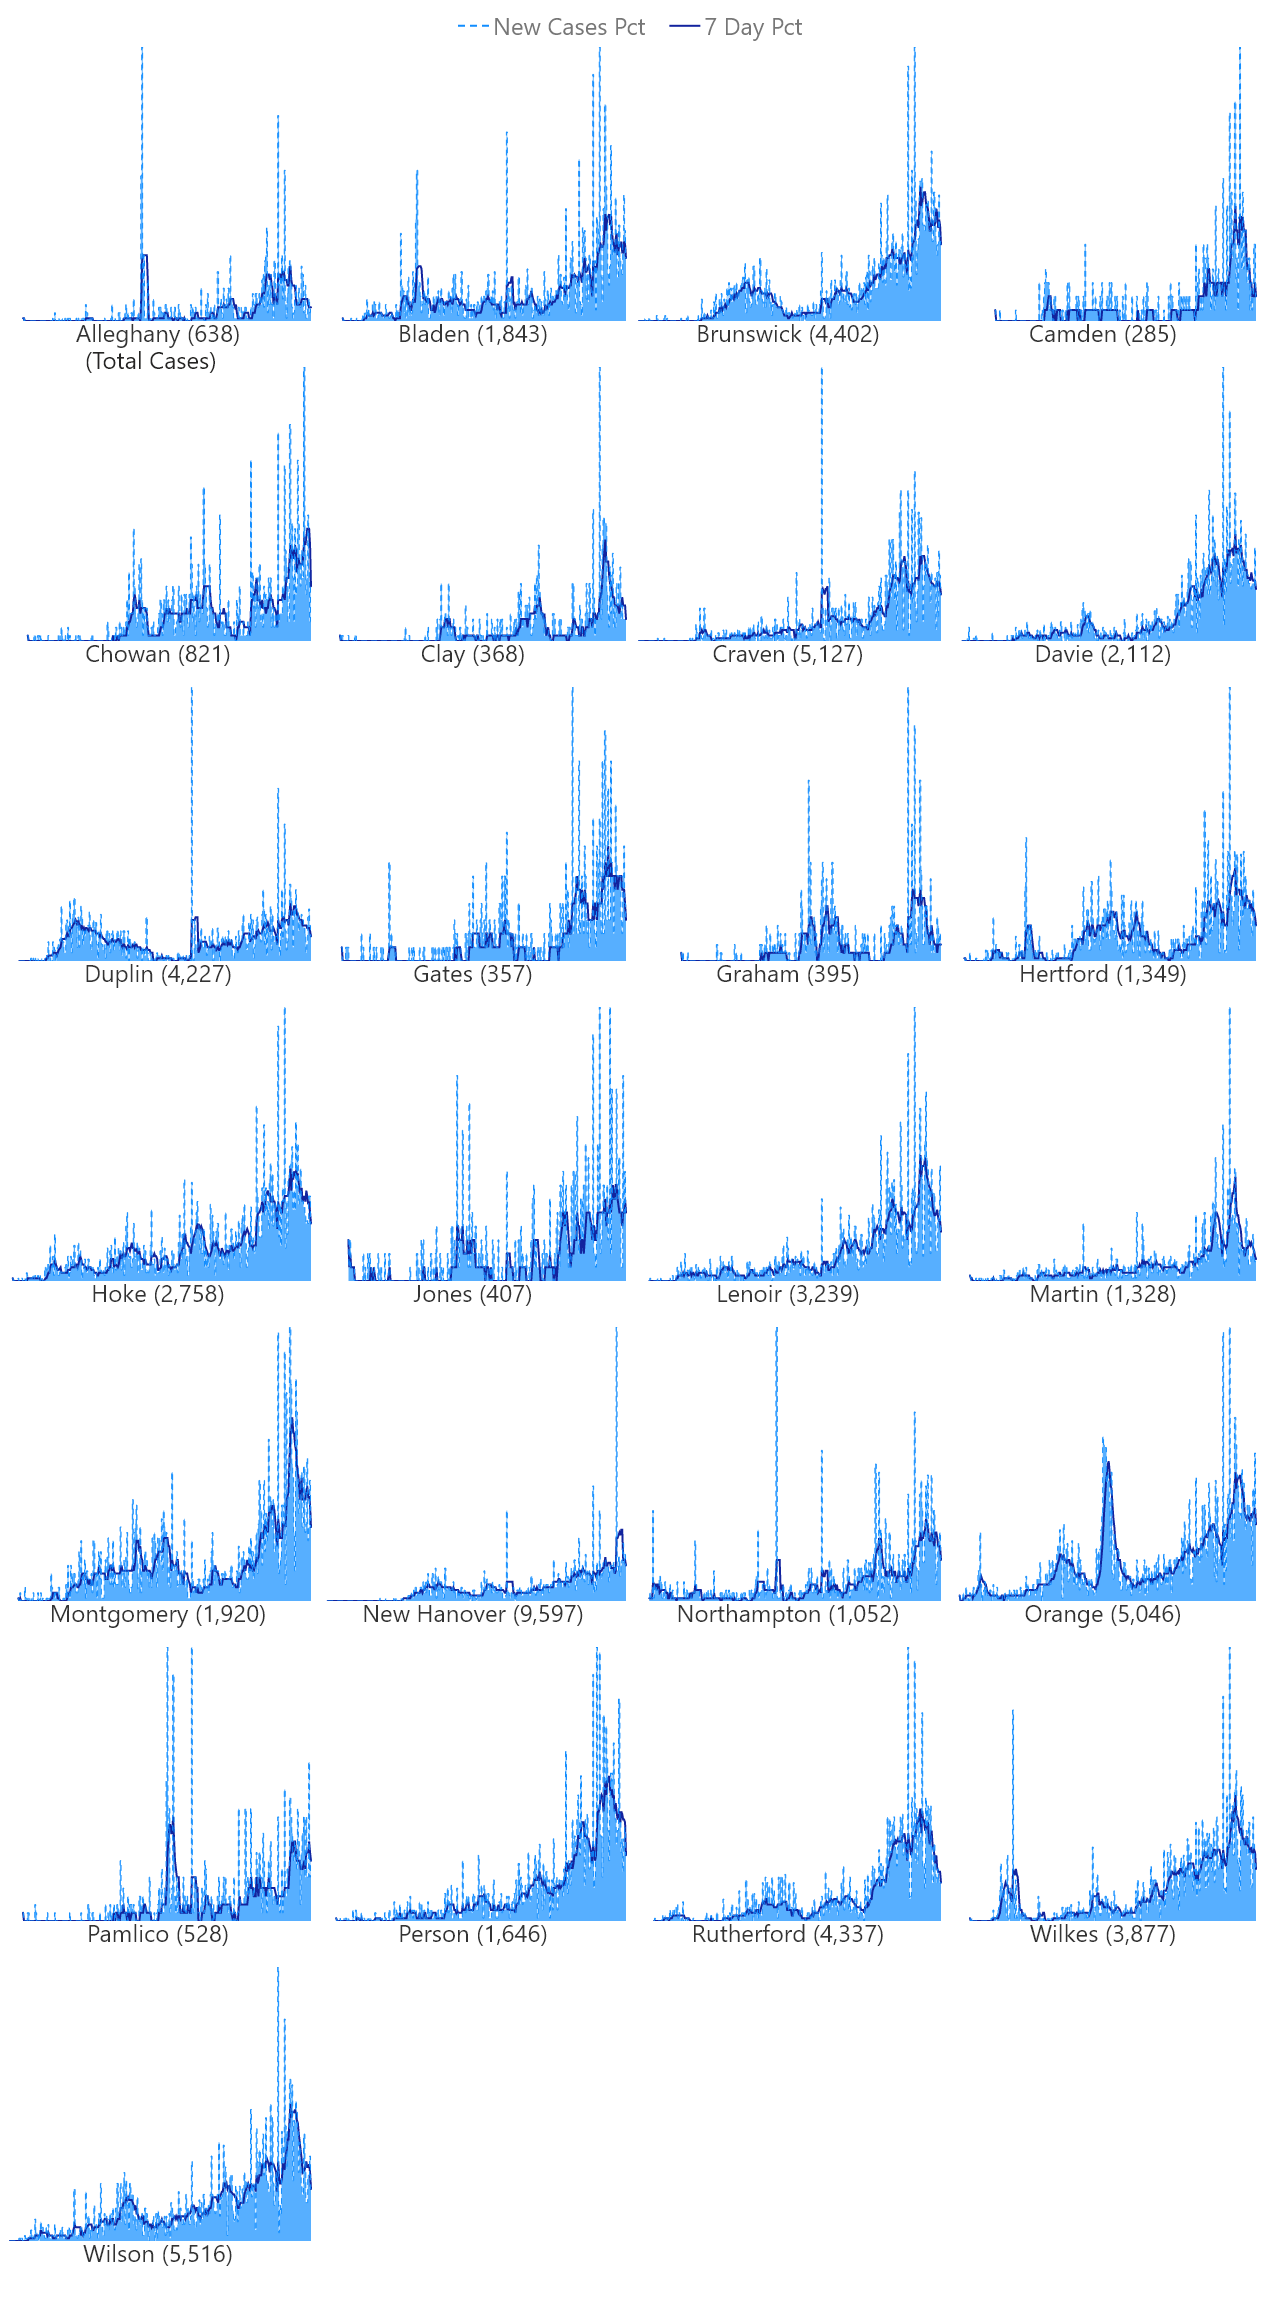 New Cases Pct 7 Day Pct
Alleghany (638) Bladen (1,843) Brunswick (4,402) Camden (285)
(Total Cases)
Chowan (821) Clay (368) Craven (5,127) Davie (2,112)
Duplin (4,227) Gates (357) Graham (395) Hertford (1,349)
Hoke (2,758) Jones (407) Lenoir (3,239) Martin (1,328)
Montgomery (1,920) New Hanover (9,597) Northampton (1,052) Orange (5,046)
Pamlico (528) Person (1,646) Rutherford (4,337) Wilkes (3,877)
Wilson (5,516)